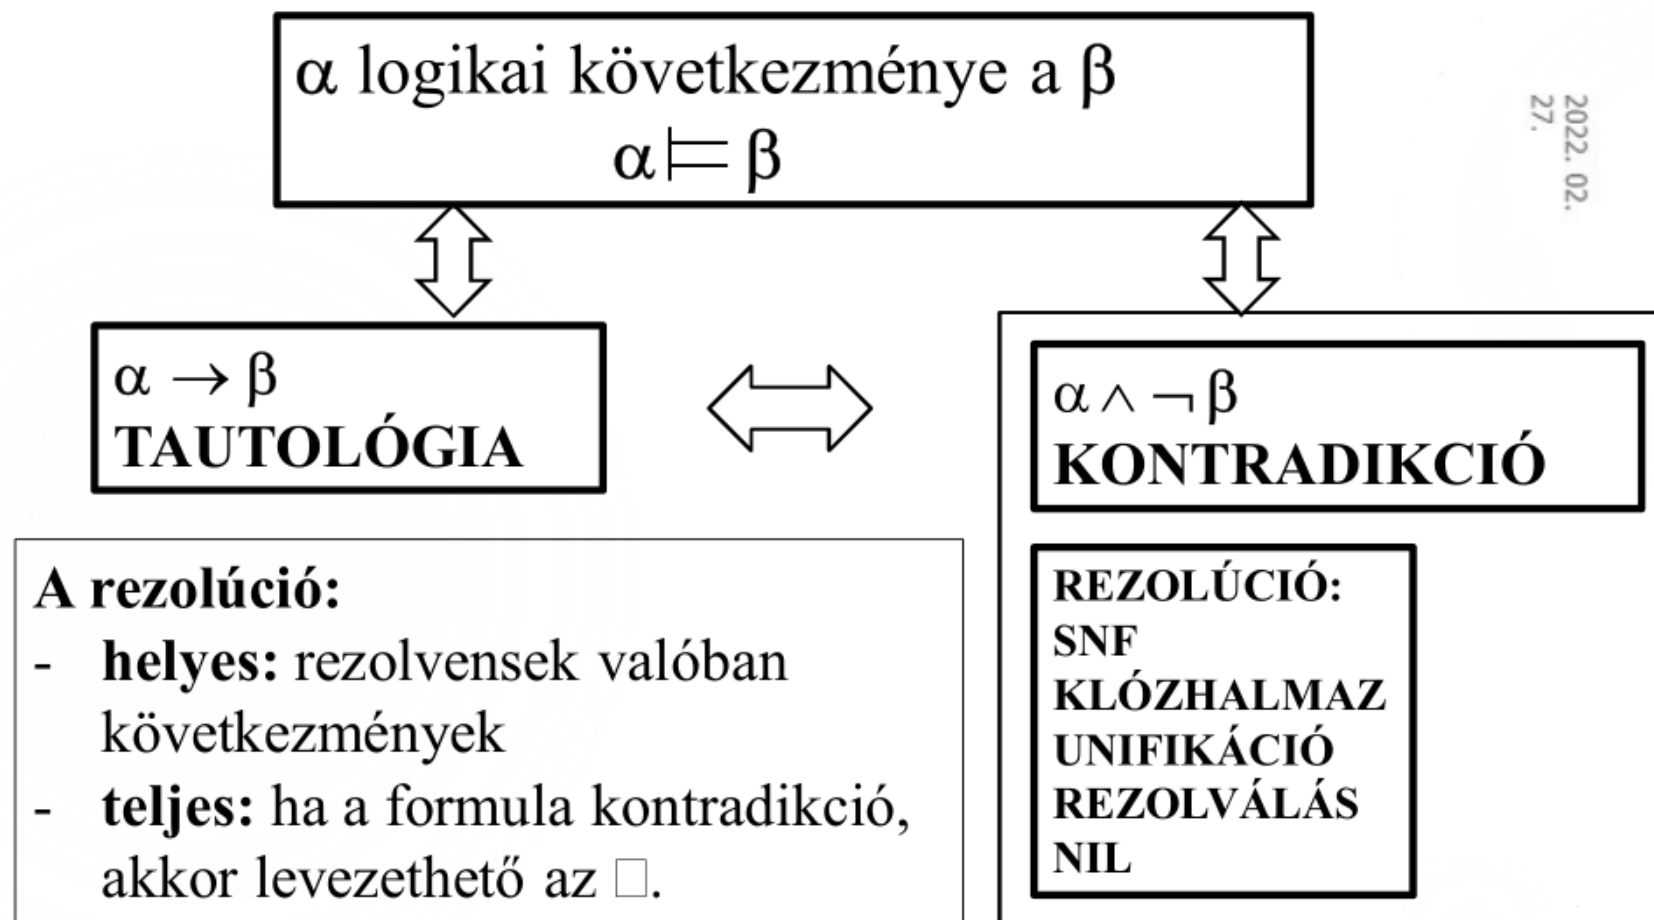 α logikai következménye a β
α ⊨ β
2022. 02.
27.
α → β
TAUTOLÓGIA
α ∧ ¬ β
KONTRADIKCIÓ
A rezolúció:
- helyes: rezolvensek valóban
következmények
- teljes: ha a formula kontradikció,
akkor levezethető az □.
REZOLÚCIÓ:
SNF
KLÓZHALMAZ
UNIFIKÁCIÓ
REZOLVÁLÁS
NIL